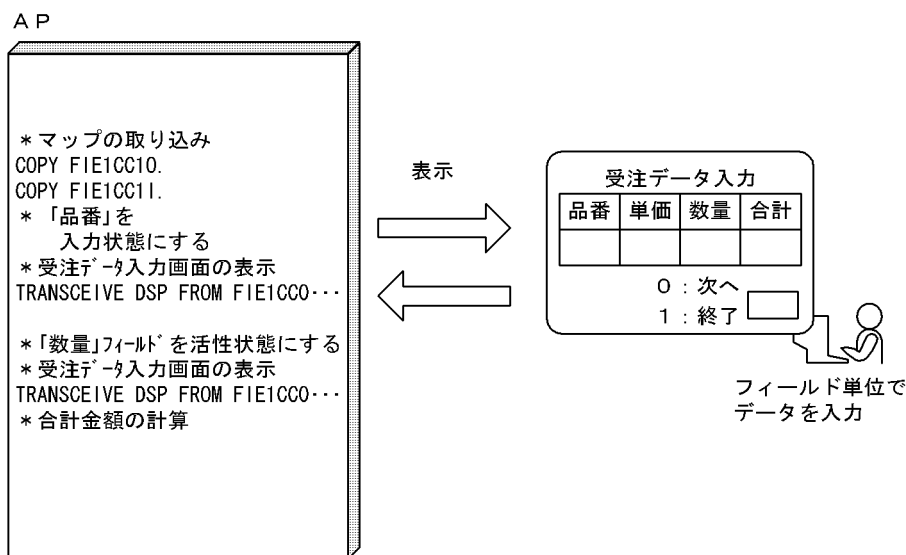 ＡＰ
＊マップの取り込み
COPY FIE1CC10.
COPY FIE1CC1I.
＊「品番」を
入力状態にする
＊受注ﾃﾞｰﾀ入力画面の表示
TRANSCEIVE DSP FROM FIE1CC0･･･
＊「数量」ﾌｨｰﾙﾄﾞを活性状態にする
＊受注ﾃﾞｰﾀ入力画面の表示
TRANSCEIVE DSP FROM FIE1CC0･･･
＊合計金額の計算
表示
受注データ入力
品番 単価 数量 合計
０：次へ
１：終了
フィールド単位で
データを入力